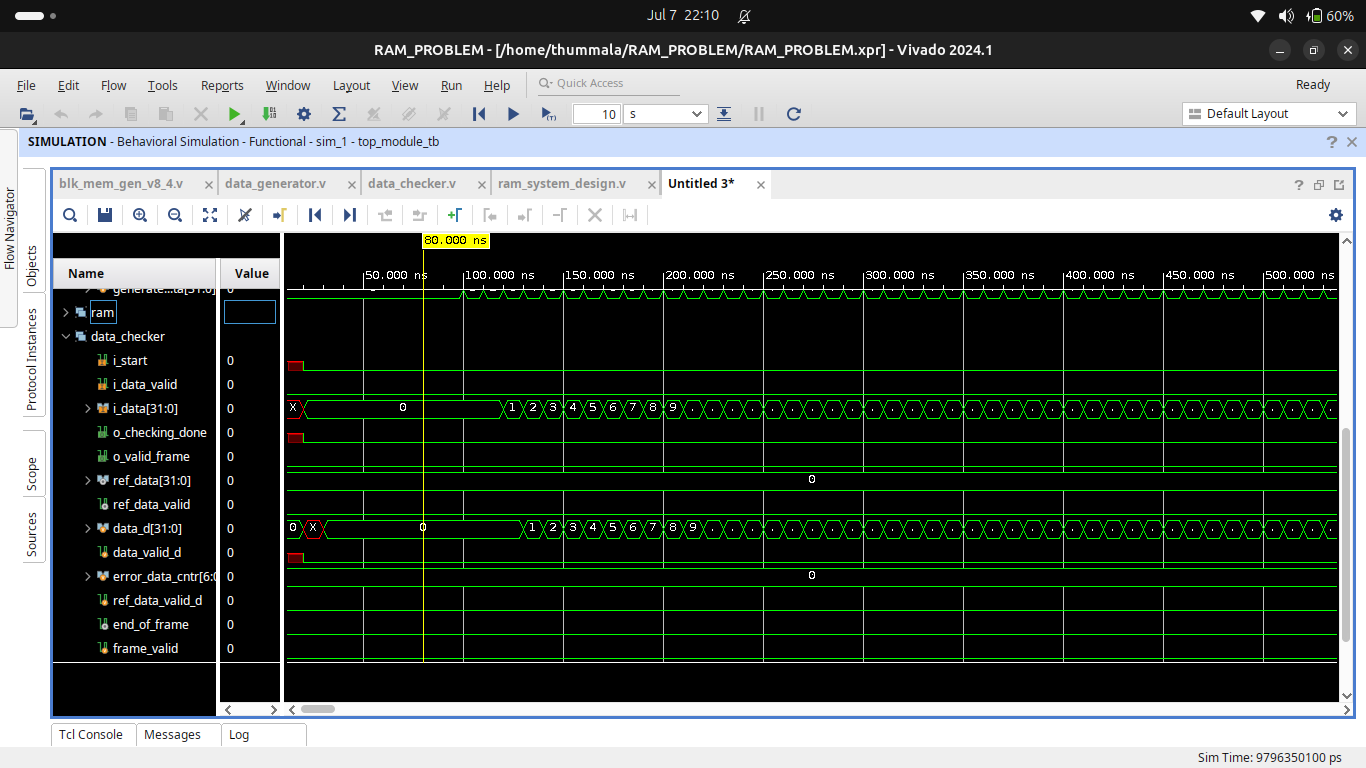 Jul 7 22:10
60%
RAM_PROBLEM - [/home/thummala/RAM_PROBLEM/RAM_PROBLEM.xpr] - Vivado 2024.1
File Edit Flow Tools Reports Window Layout View Run Help Quick Access Ready
10 s Default Layout
SIMULATION - Behavioral Simulation - Functional - sim_1 - top_module_tb
Flow Navigator
Objects
Protocol Instances
Scope
Sources
blk_mem_gen_v8_4.v data_generator.v data_checker.v ram_system_design.v Untitled 3*
80.000 ns
Name Value
50.000 ns 100.000 ns 150.000 ns 200.000 ns 250.000 ns 300.000 ns 350.000 ns 400.000 ns 450.000 ns 500.000 ns
ram
data_checker
i_start 0
i_data_valid 0
i_data[31:0] 0 X 0 1 2 3 4 5 6 7 8 9
o_checking_done 0
o_valid_frame 0
ref_data[31:0] 0 0
ref_data_valid 0
data_d[31:0] 0 0 X 0 1 2 3 4 5 6 7 8 9
data_valid_d 0
error_data_cntr[6:0 0 0
ref_data_valid_d 0
end_of_frame 0
frame_valid 0
Tcl Console Messages Log
Sim Time: 9796350100 ps